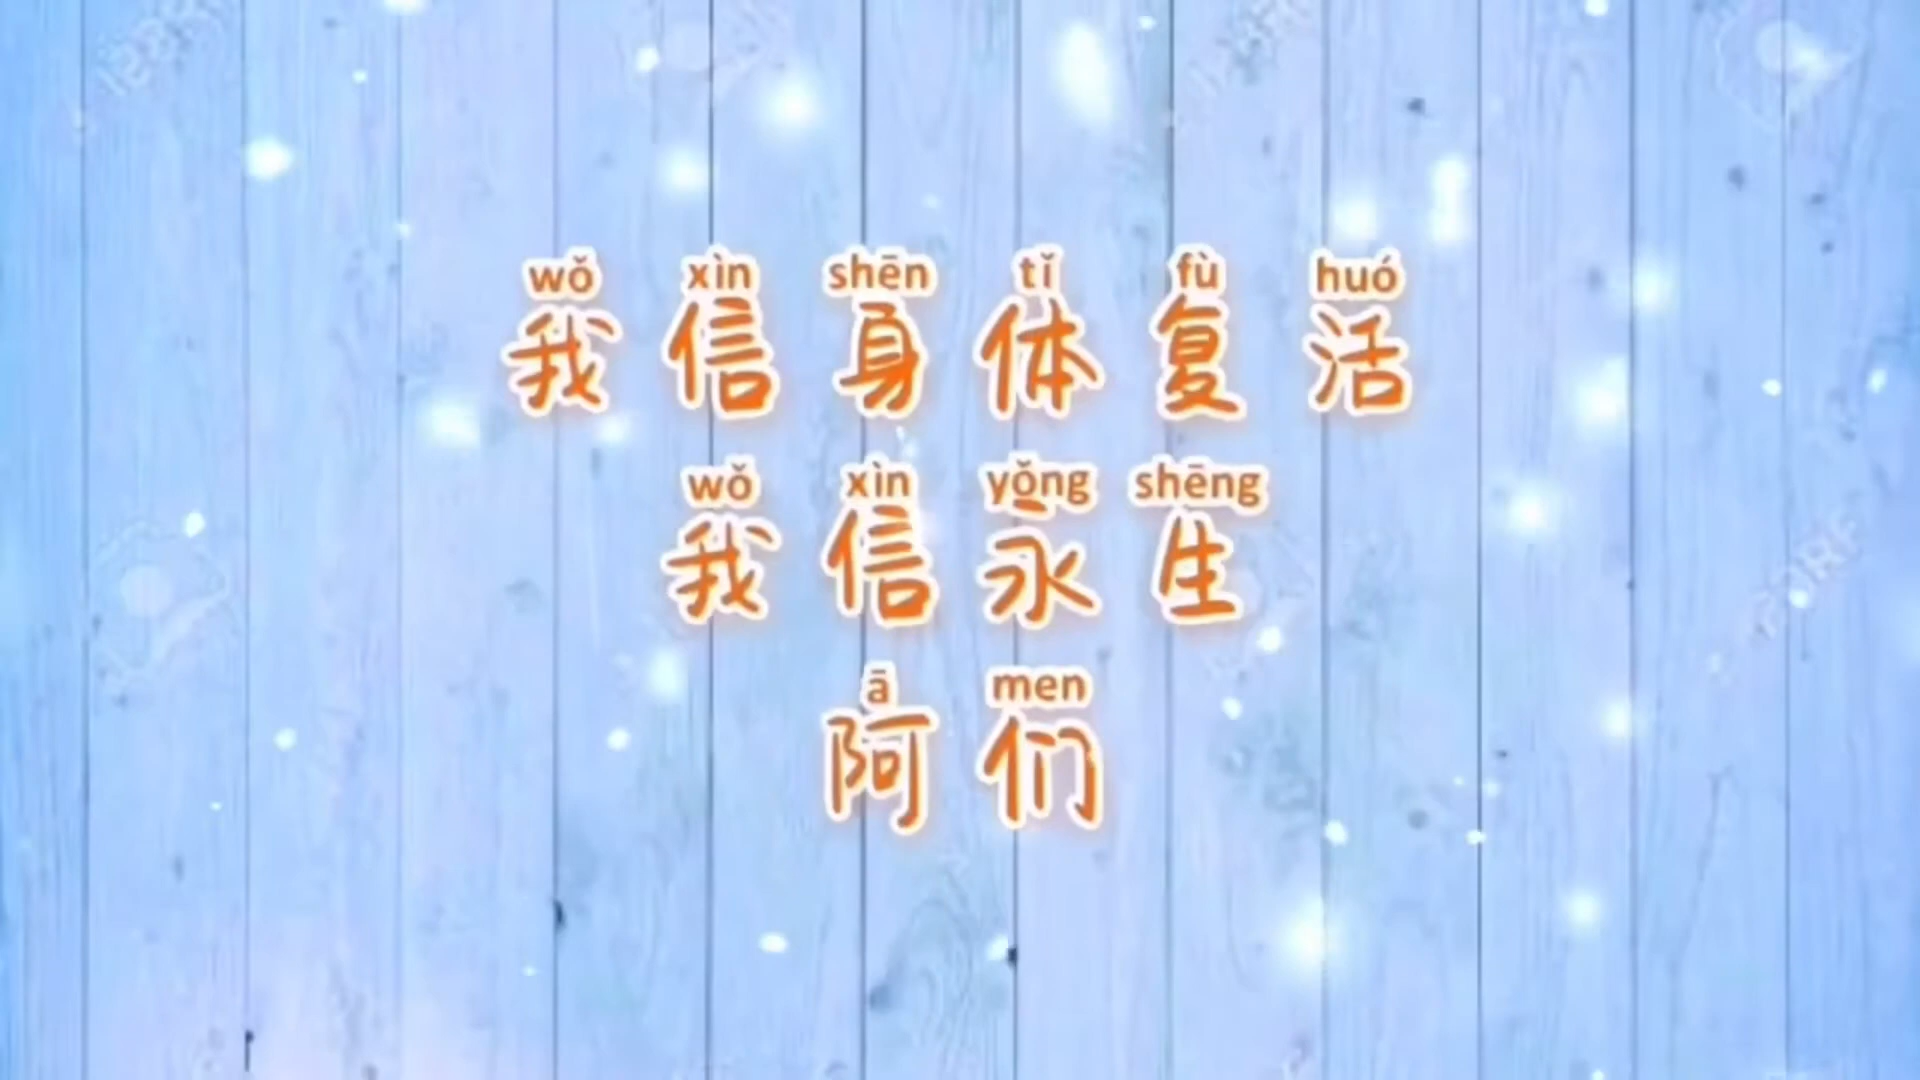 wǒ xìn shēn tǐ fù huó
我信身体复活
wǒ xìn yǒng shēng
我信永生
ā men
阿们